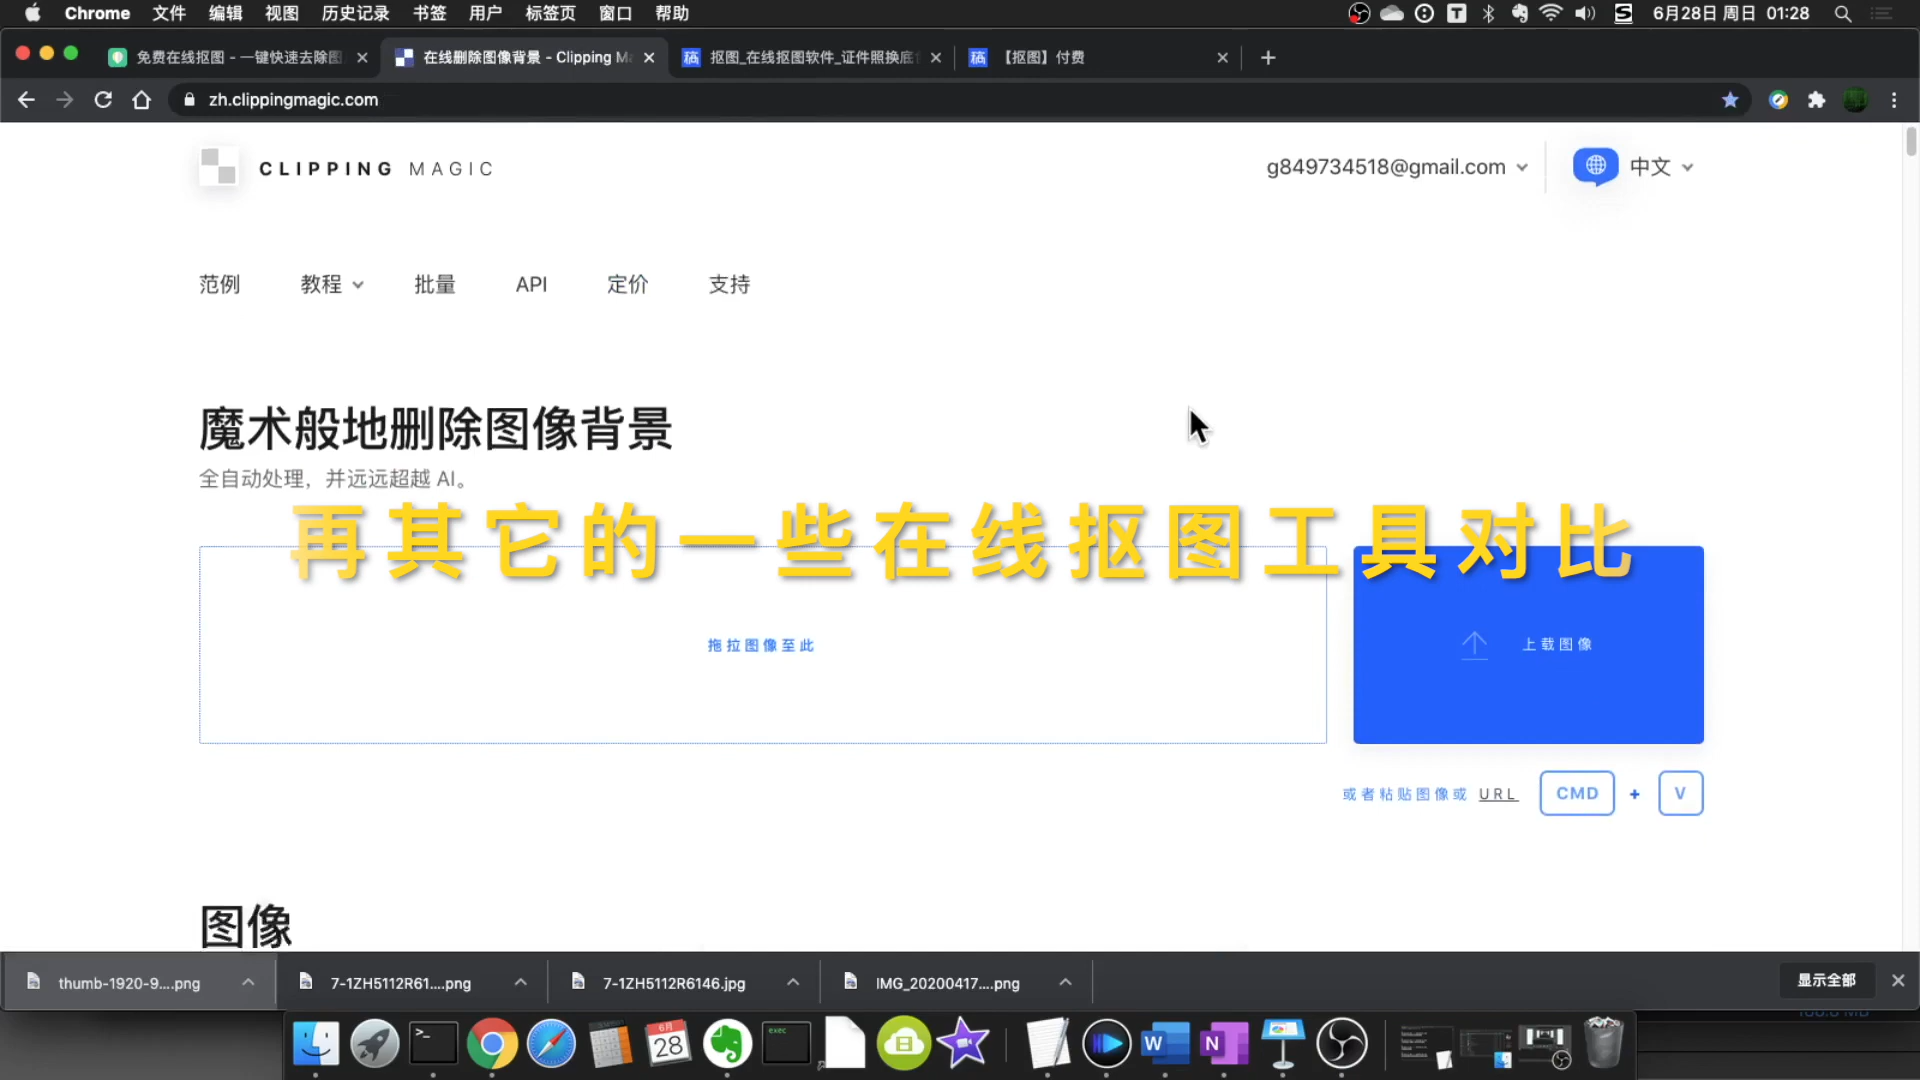 Chrome 文件 编辑 视图 历史记录 书签 用户 标签页 窗口 帮助 6月28日 周日 01:28
免费在线抠图 - 一键快速去除图 在线删除图像背景 - Clipping Ma 抠图_在线抠图软件_证件照换底 【抠图】付费
zh.clippingmagic.com
CLIPPING MAGIC g849734518@gmail.com 中文
范例 教程 批量 API 定价 支持
魔术般地删除图像背景
全自动处理，并远远超越 AI。
再其它的一些在线抠图工具对比
拖拉图像至此 上载图像
或者粘贴图像或 URL CMD + V
图像
thumb-1920-9....png 7-1ZH5112R61....png 7-1ZH5112R6146.jpg IMG_20200417....png 显示全部
6月
28
exec
W
N